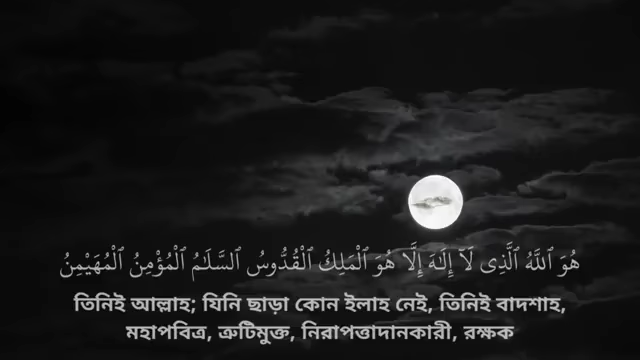 هُوَ ٱللَّهُ ٱلَّذِى لَآ إِلَـٰهَ إِلَّا هُوَ ٱلْمَلِكُ ٱلْقُدُّوسُ ٱلسَّلَـٰمُ ٱلْمُؤْمِنُ ٱلْمُهَيْمِنُ
তিনিই আল্লাহ; যিনি ছাড়া কোন ইলাহ নেই, তিনিই বাদশাহ,
মহাপবিত্র, ত্রুটিমুক্ত, নিরাপত্তাদানকারী, রক্ষক